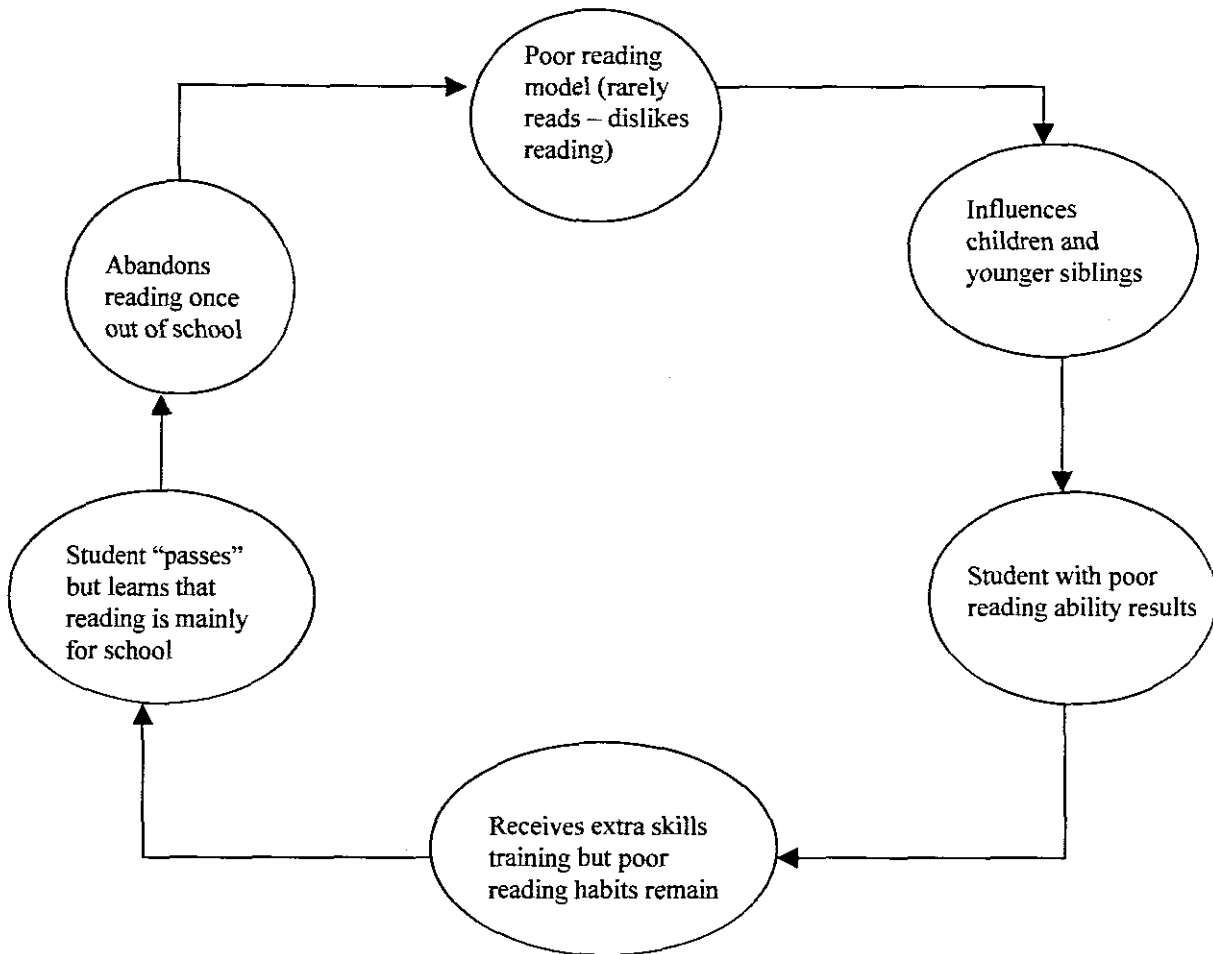 Poor reading
model (rarely
reads – dislikes
reading)
Influences
children and
younger siblings
Student with poor
reading ability results
Receives extra skills
training but poor
reading habits remain
Student “passes”
but learns that
reading is mainly
for school
Abandons
reading once
out of school